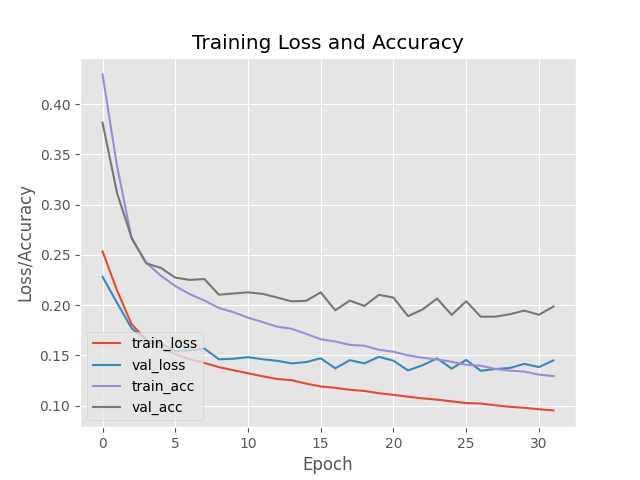 Training Loss and Accuracy
Loss/Accuracy
0.40
0.35
0.30
0.25
0.20
0.15
0.10
train_loss
val_loss
train_acc
val_acc
0 5 10 15 20 25 30
Epoch